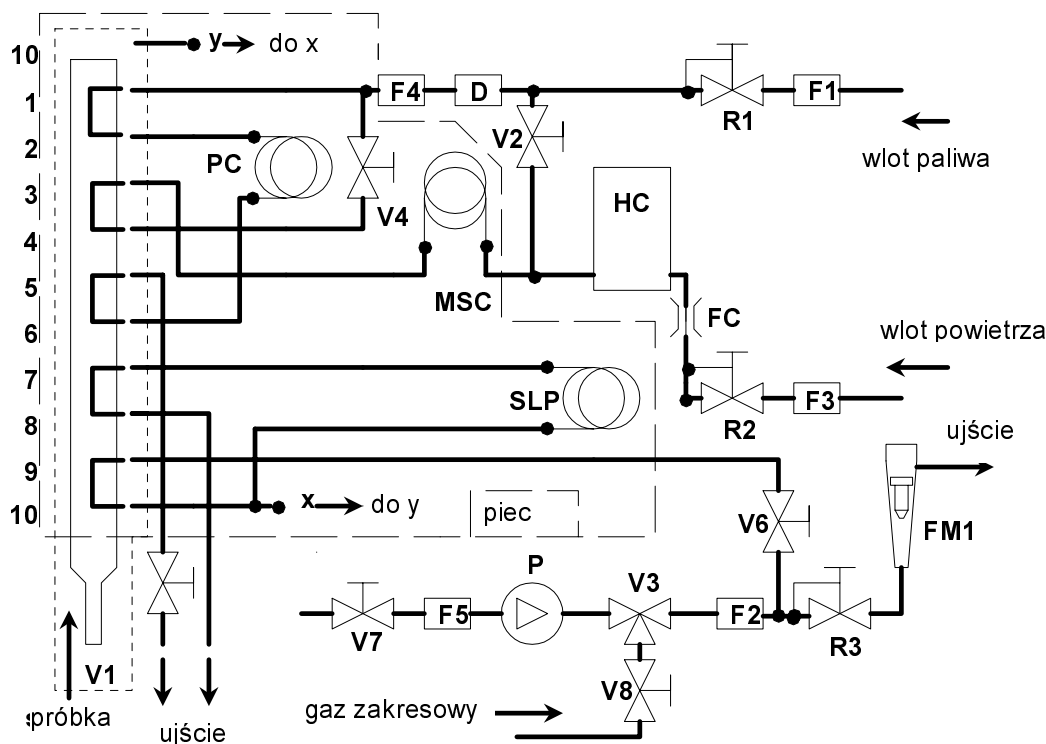 y do x
10
F4 D F1
1
R1
V2
2
PC
wlot paliwa
3
HC
V4
4
5
MSC
FC
6
wlot powietrza
7
SLP
F3
8
R2
ujście
9
x do y
piec
10
V6
FM1
P
V3
F5
F2
V7
R3
V1
V8
gaz zakresowy
próbka
ujście